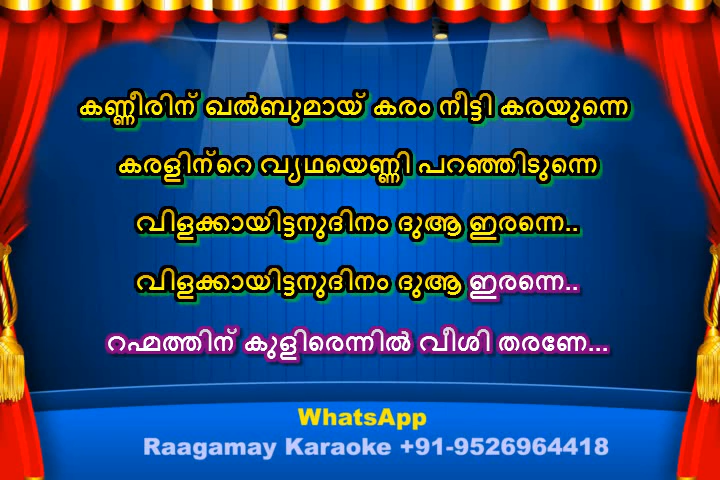 കണ്ണീരിന് ഖൽബുമായ് കരം നീട്ടി കരയുന്നെ
കരളിന്റെ വ്യഥയെണ്ണി പറഞ്ഞിടുന്നെ
വിളക്കായിട്ടനുദിനം ദുആ ഇരന്നെ..
വിളക്കായിട്ടനുദിനം ദുആ ഇരന്നെ..
റഹ്മത്തിന് കുളിരെന്നിൽ വീശി തരണേ...
WhatsApp
Raagamay Karaoke +91-9526964418